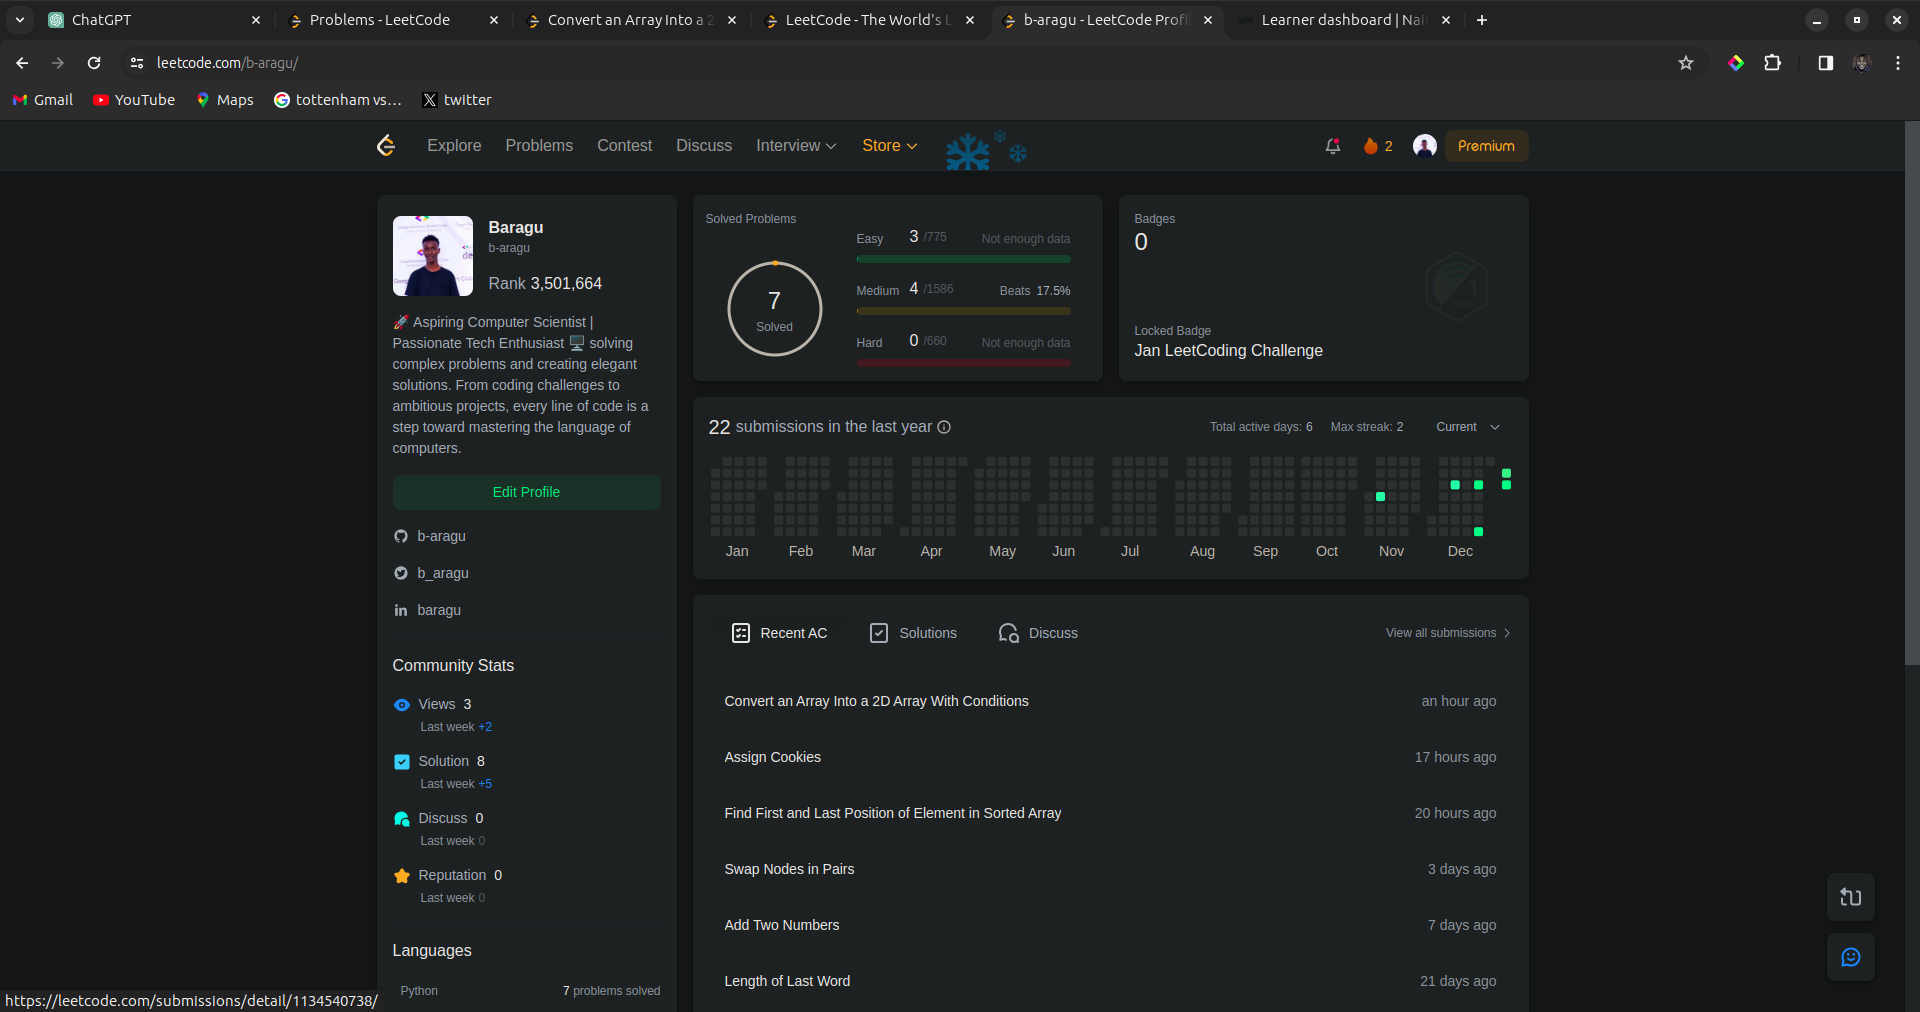 ChatGPT
Problems - LeetCode
Convert an Array Into a 2
LeetCode - The World's L
b-aragu - LeetCode Profi
Learner dashboard |
leetcode.com/b-aragu/
Gmail
YouTube
Maps
tottenham vs...
twitter
Explore
Problems
Contest
Discuss
Interview
Store
2
Premium
Baragu
b-aragu
Rank 3,501,664
🚀 Aspiring Computer Scientist |
Passionate Tech Enthusiast 🖥️ solving
complex problems and creating elegant
solutions. From coding challenges to
ambitious projects, every line of code is a
step toward mastering the language of
computers.
Edit Profile
b-aragu
b_aragu
baragu
Community Stats
Views 3
Last week +2
Solution 8
Last week +5
Discuss 0
Last week 0
Reputation 0
Last week 0
Languages
Python 7 problems solved
https://leetcode.com/submissions/detail/1134540738/
Solved Problems
7
Solved
Easy 3 /775 Not enough data
Medium 4 /1586 Beats 17.5%
Hard 0 /660 Not enough data
Badges
0
Locked Badge
Jan LeetCoding Challenge
22 submissions in the last year
Total active days: 6 Max streak: 2 Current
Jan Feb Mar Apr May Jun Jul Aug Sep Oct Nov Dec
Recent AC
Solutions
Discuss
View all submissions
Convert an Array Into a 2D Array With Conditions an hour ago
Assign Cookies 17 hours ago
Find First and Last Position of Element in Sorted Array 20 hours ago
Swap Nodes in Pairs 3 days ago
Add Two Numbers 7 days ago
Length of Last Word 21 days ago